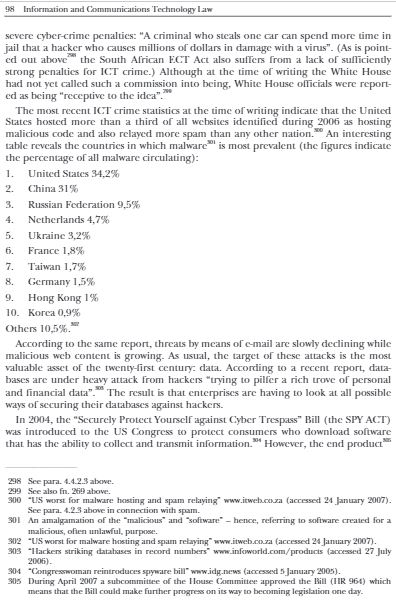 98 Information and Communications Technology Law
severe cyber-crime penalties: “A criminal who steals one car can spend more time in
jail that a hacker who causes millions of dollars in damage with a virus”. (As is point-
ed out above298 the South African ECT Act also suffers from a lack of sufficiently
strong penalties for ICT crime.) Although at the time of writing the White House
had not yet called such a commission into being, White House officials were report-
ed as being “receptive to the idea”.299
The most recent ICT crime statistics at the time of writing indicate that the United
States hosted more than a third of all websites identified during 2006 as hosting
malicious code and also relayed more spam than any other nation.300 An interesting
table reveals the countries in which malware301 is most prevalent (the figures indicate
the percentage of all malware circulating):
1. United States 34,2%
2. China 31%
3. Russian Federation 9,5%
4. Netherlands 4,7%
5. Ukraine 3,2%
6. France 1,8%
7. Taiwan 1,7%
8. Germany 1,5%
9. Hong Kong 1%
10. Korea 0,9%
Others 10,5%.302
According to the same report, threats by means of e-mail are slowly declining while
malicious web content is growing. As usual, the target of these attacks is the most
valuable asset of the twenty-first century: data. According to a recent report, data-
bases are under heavy attack from hackers “trying to pilfer a rich trove of personal
and financial data”.303 The result is that enterprises are having to look at all possible
ways of securing their databases against hackers.
In 2004, the “Securely Protect Yourself against Cyber Trespass” Bill (the SPY ACT)
was introduced to the US Congress to protect consumers who download software
that has the ability to collect and transmit information.304 However, the end product305
298 See para. 4.4.2.3 above.
299 See also fn. 269 above.
300 “US worst for malware hosting and spam relaying” www.itweb.co.za (accessed 24 January 2007).
See para. 4.2.3 above in connection with spam.
301 An amalgamation of the “malicious” and “software” – hence, referring to software created for a
malicious, often unlawful, purpose.
302 “US worst for malware hosting and spam relaying” www.itweb.co.za (accessed 24 January 2007).
303 “Hackers striking databases in record numbers” www.infoworld.com/products (accessed 27 July
2006).
304 “Congresswoman reintroduces spyware bill” www.idg.news (accessed 5 January 2005).
305 During April 2007 a subcommittee of the House Committee approved the Bill (HR 964) which
means that the Bill could make further progress on its way to becoming legislation one day.